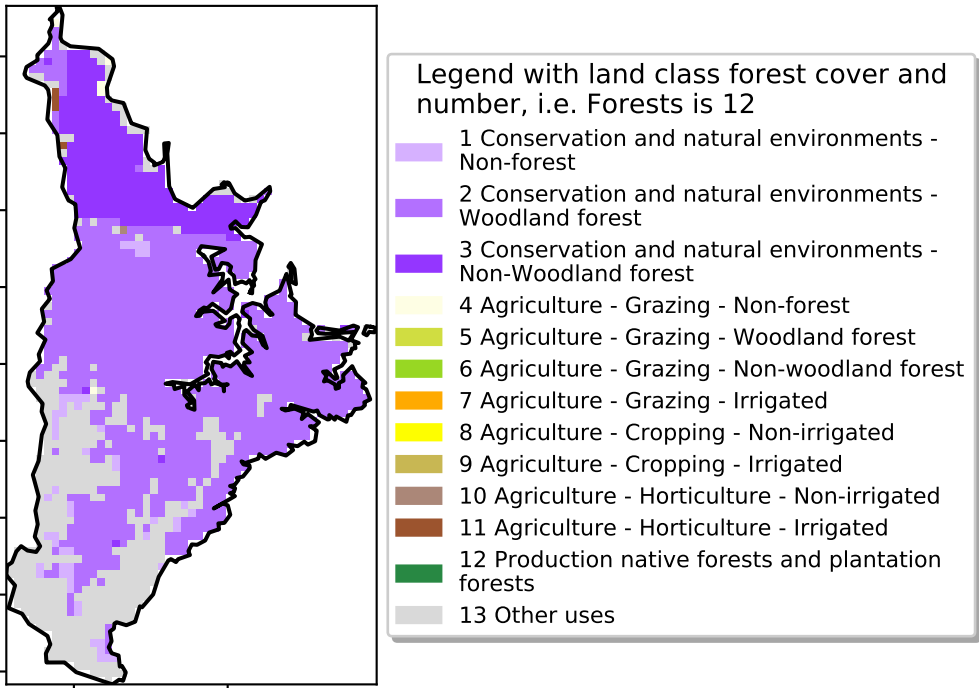 Legend with land class forest cover and
number, i.e. Forests is 12
1 Conservation and natural environments -
Non-forest
2 Conservation and natural environments -
Woodland forest
3 Conservation and natural environments -
Non-Woodland forest
4 Agriculture - Grazing - Non-forest
5 Agriculture - Grazing - Woodland forest
6 Agriculture - Grazing - Non-woodland forest
7 Agriculture - Grazing - Irrigated
8 Agriculture - Cropping - Non-irrigated
9 Agriculture - Cropping - Irrigated
10 Agriculture - Horticulture - Non-irrigated
11 Agriculture - Horticulture - Irrigated
12 Production native forests and plantation
forests
13 Other uses